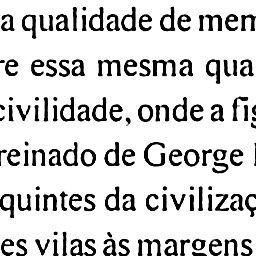 a qualidade de mem
re essa mesma qua
civilidade, onde a fig
reinado de George
quintes da civilizaç
es vilas às margens